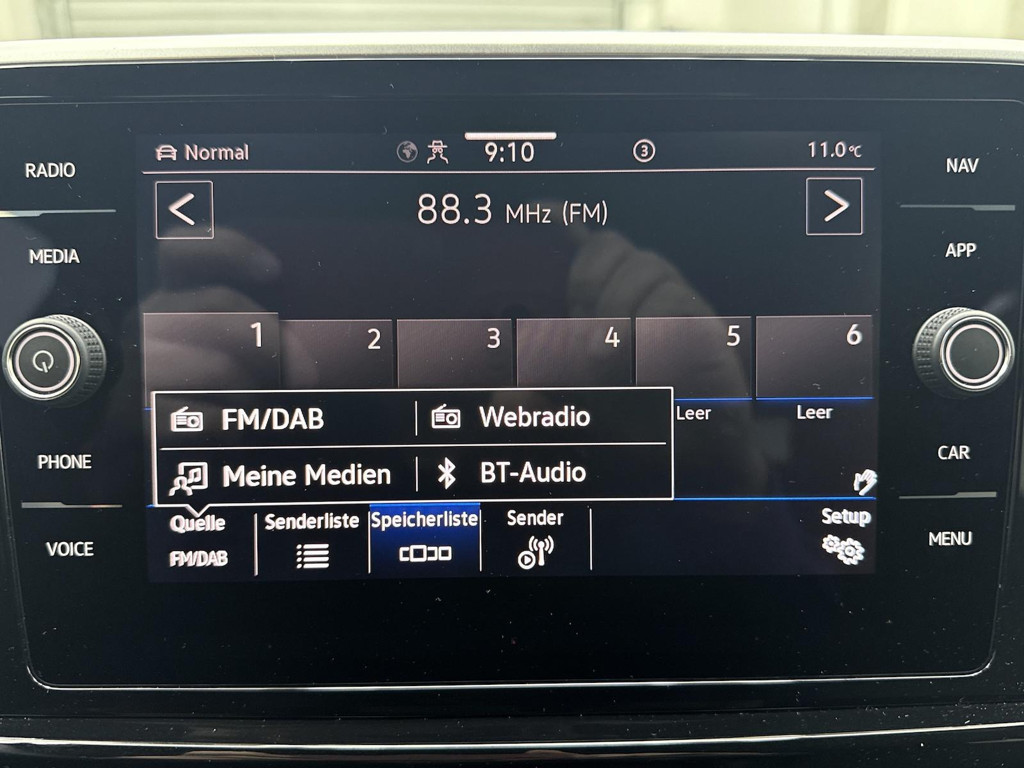 RADIO
MEDIA
PHONE
VOICE
Normal
9:10
3
11.0°C
88.3 MHz (FM)
1 2 3 4 5 6
Leer Leer
FM/DAB Webradio
Meine Medien BT-Audio
Quelle Senderliste Speicherliste Sender Setup
FM/DAB
NAV
APP
CAR
MENU